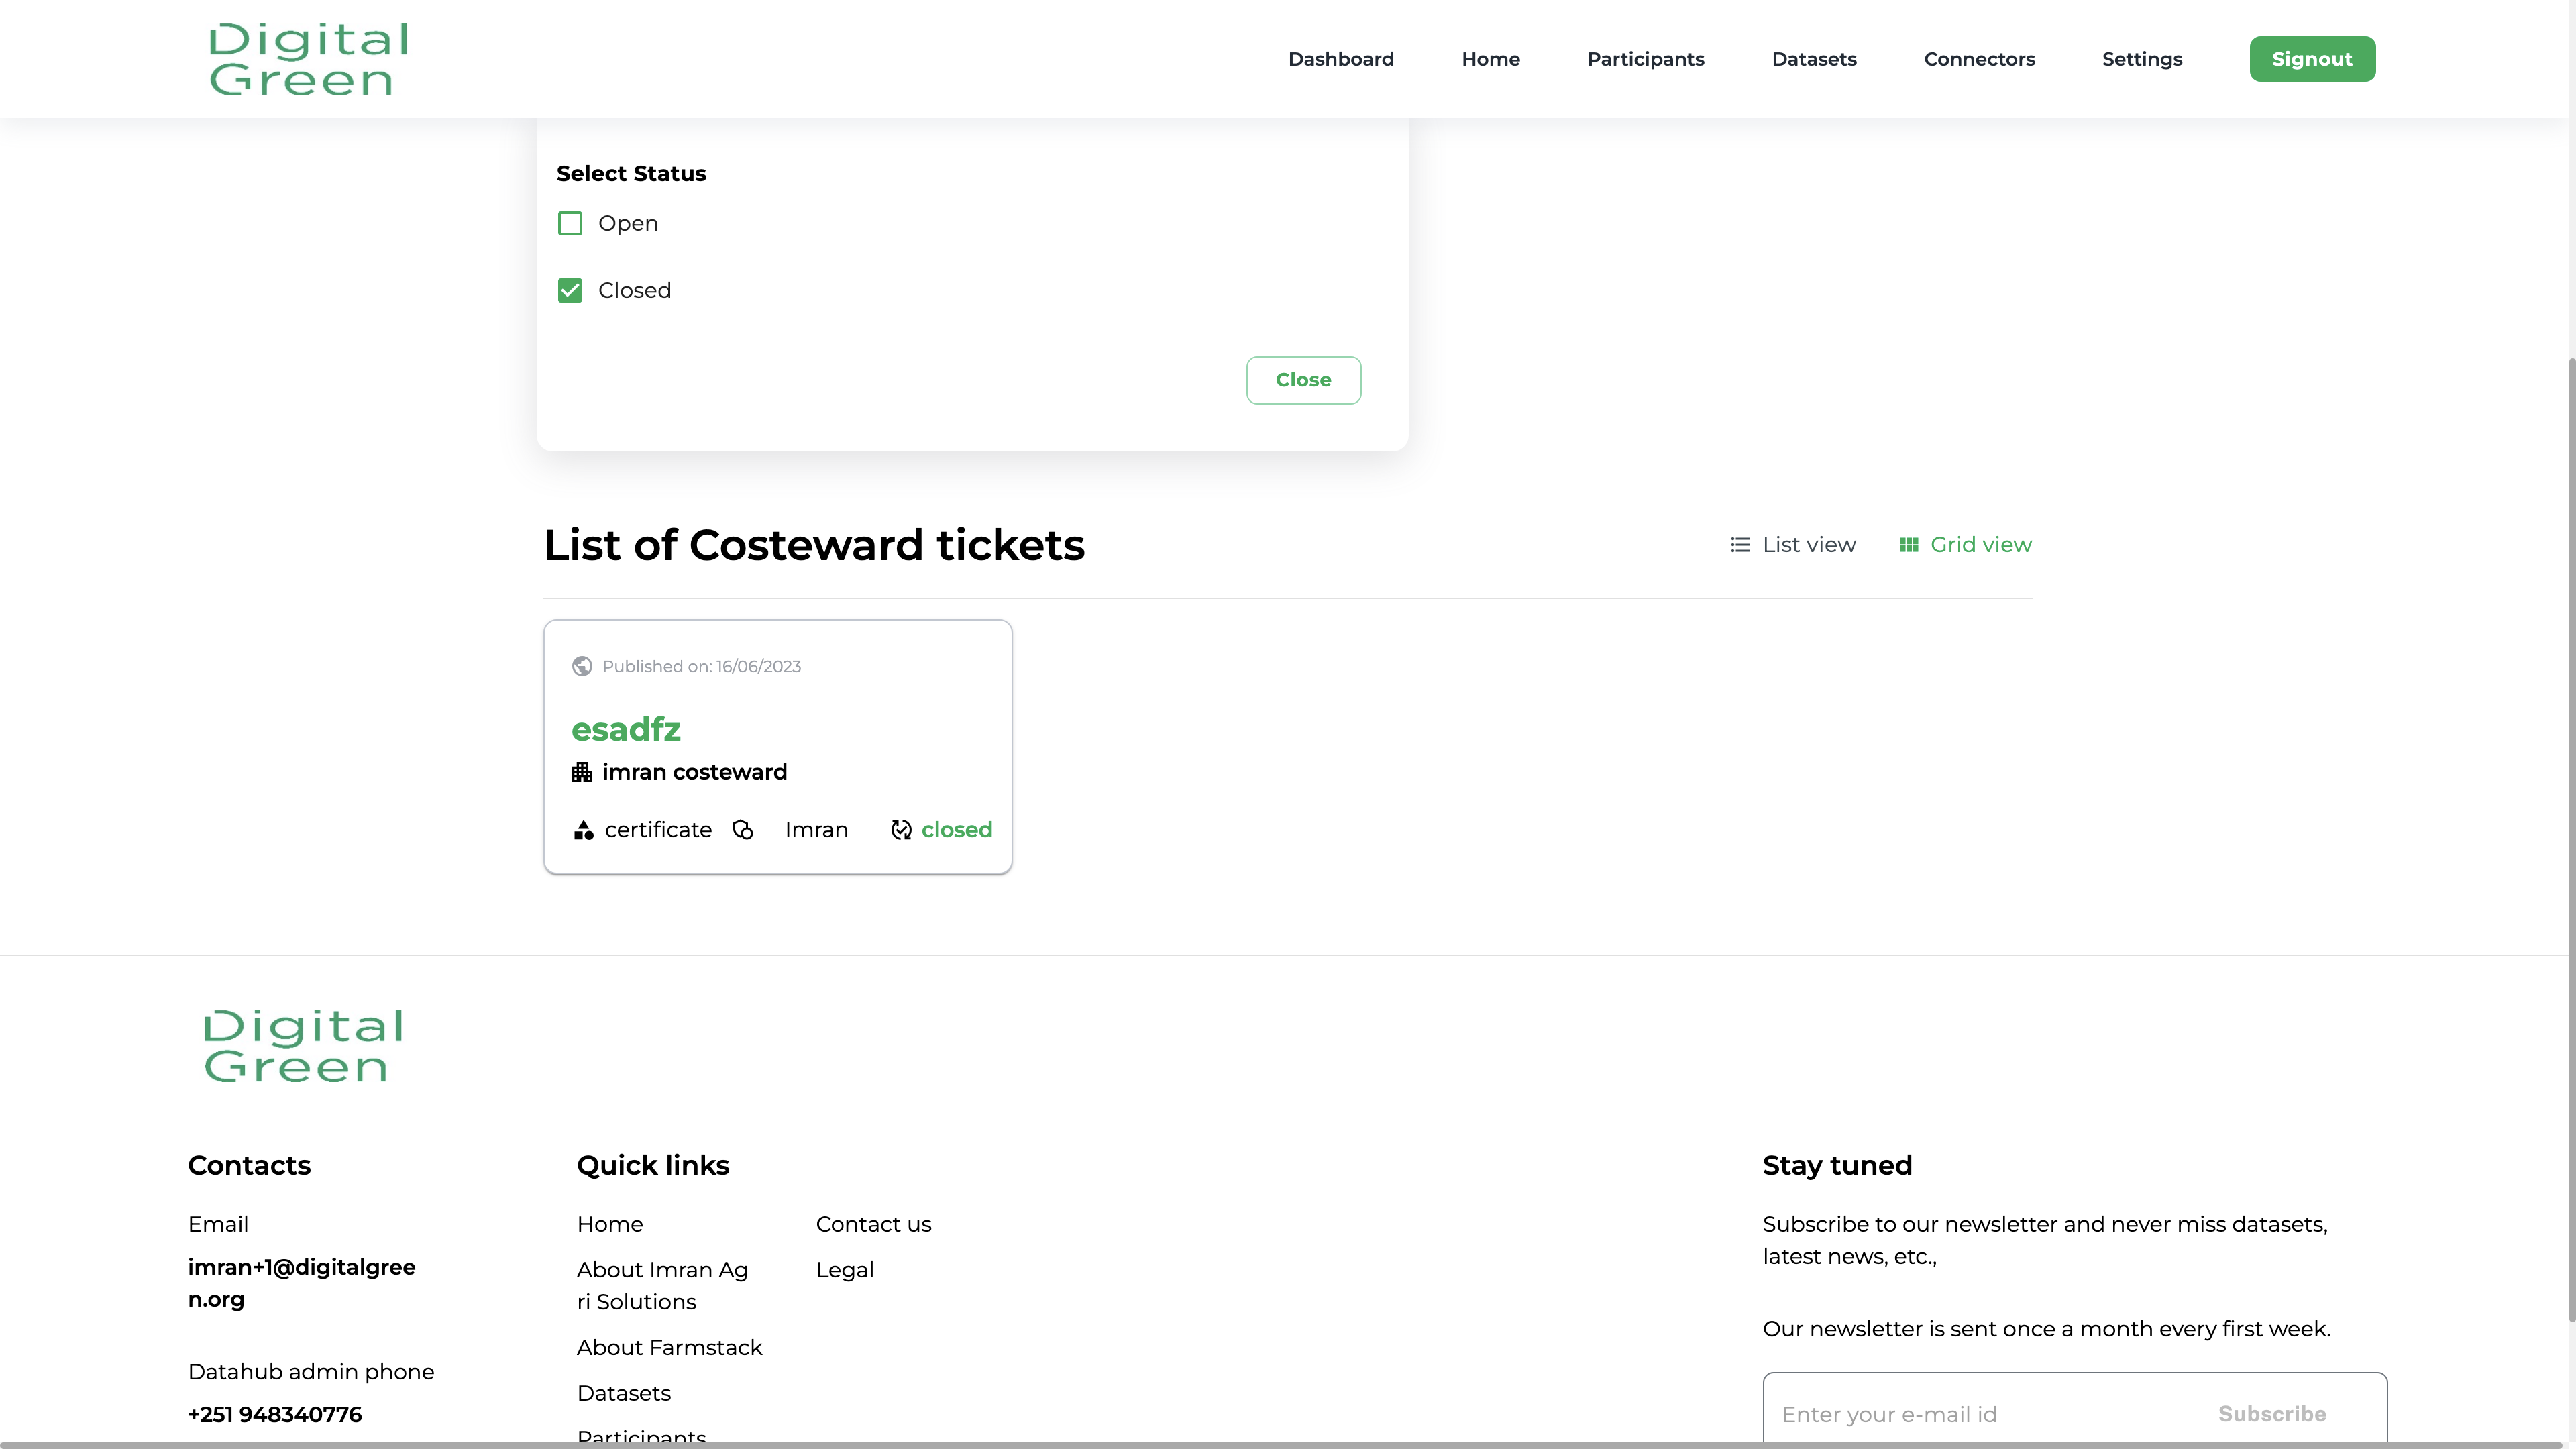 Digital
Green
Dashboard
Home
Participants
Datasets
Connectors
Settings
Signout
Select Status
Open
Closed
Close
List of Costeward tickets
List view
Grid view
Published on: 16/06/2023
esadfz
imran costeward
certificate
Imran
closed
Digital
Green
Contacts
Email
imran+1@digitalgree
n.org
Datahub admin phone
+251 948340776
Quick links
Home
About Imran Ag
ri Solutions
About Farmstack
Datasets
Participants
Contact us
Legal
Stay tuned
Subscribe to our newsletter and never miss datasets,
latest news, etc.,
Our newsletter is sent once a month every first week.
Enter your e-mail id
Subscribe